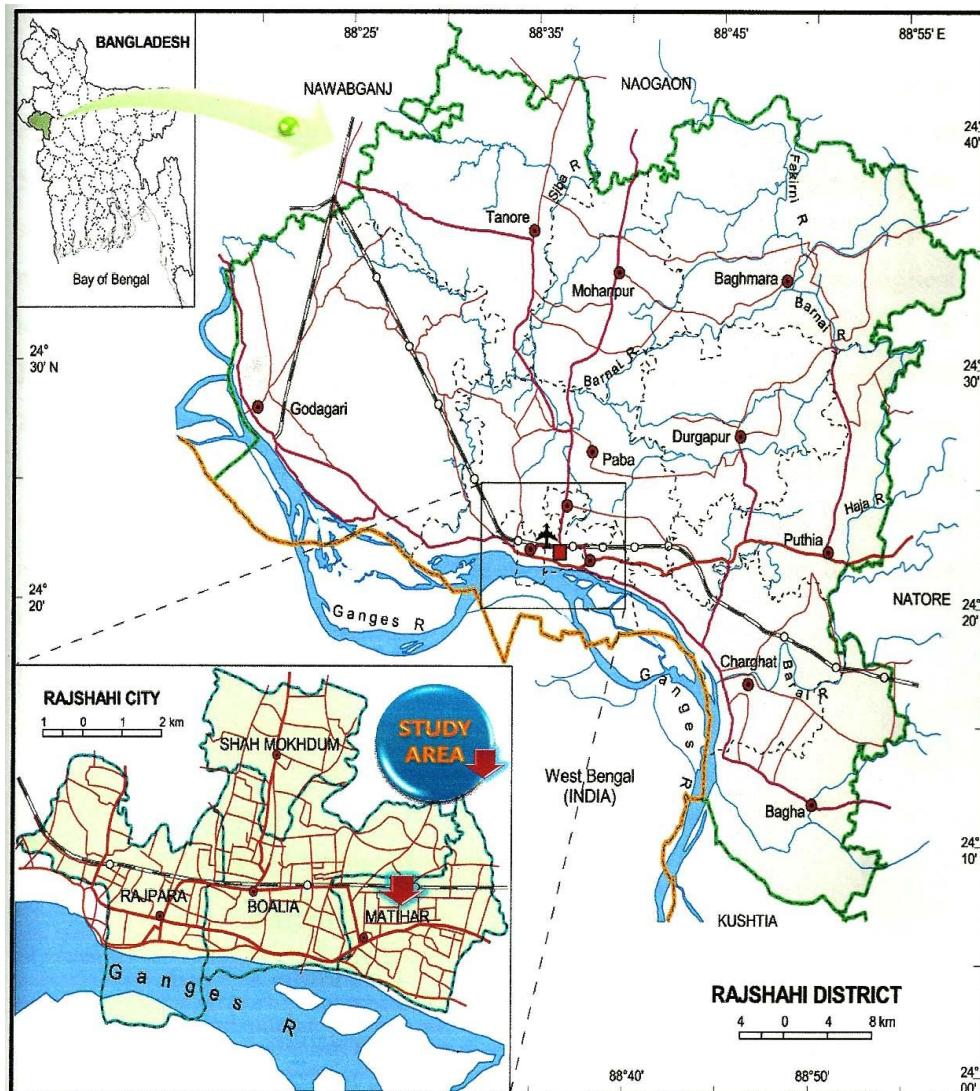 BANGLADESH
Bay of Bengal
88°25'
88°35'
88°45'
88°55' E
NAWABGANJ
NAOGAON
24°
40'
Siba R
Fakirni R
Tanore
Mohanpur
Baghmara
Barnai R
Barnai R
24°
30' N
24°
30'
Godagari
Durgapur
Paba
Haja R
Puthia
24°
20'
NATORE
24°
20'
Ganges R
Ganges R
Charghat
Baral R
West Bengal
(INDIA)
Bagha
24°
10'
KUSHTIA
RAJSHAHI CITY
1 0 1 2 km
STUDY
AREA
SHAH MOKHDUM
RAJPARA
BOALIA
MATIHAR
Ganges R
RAJSHAHI DISTRICT
4 0 4 8 km
88°40'
88°50'
24°
00'